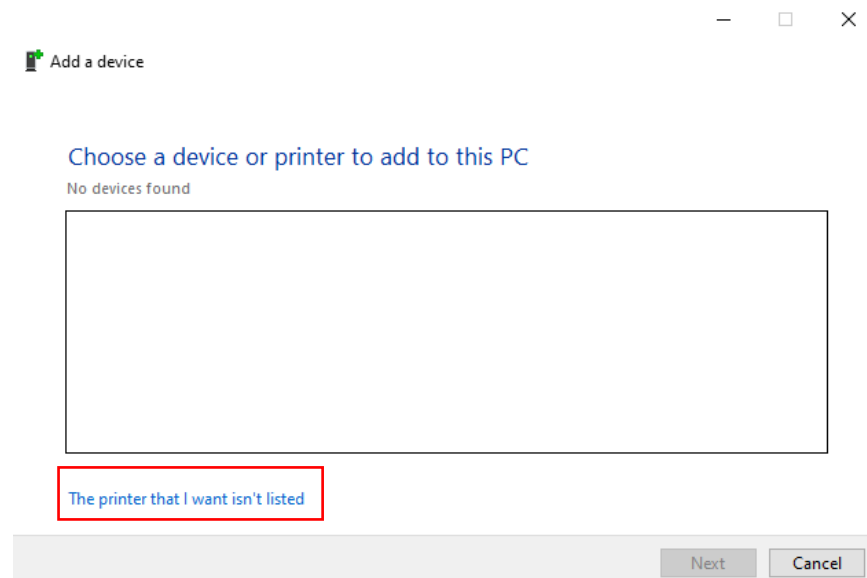 Add a device
Choose a device or printer to add to this PC
No devices found
The printer that I want isn't listed
Next
Cancel